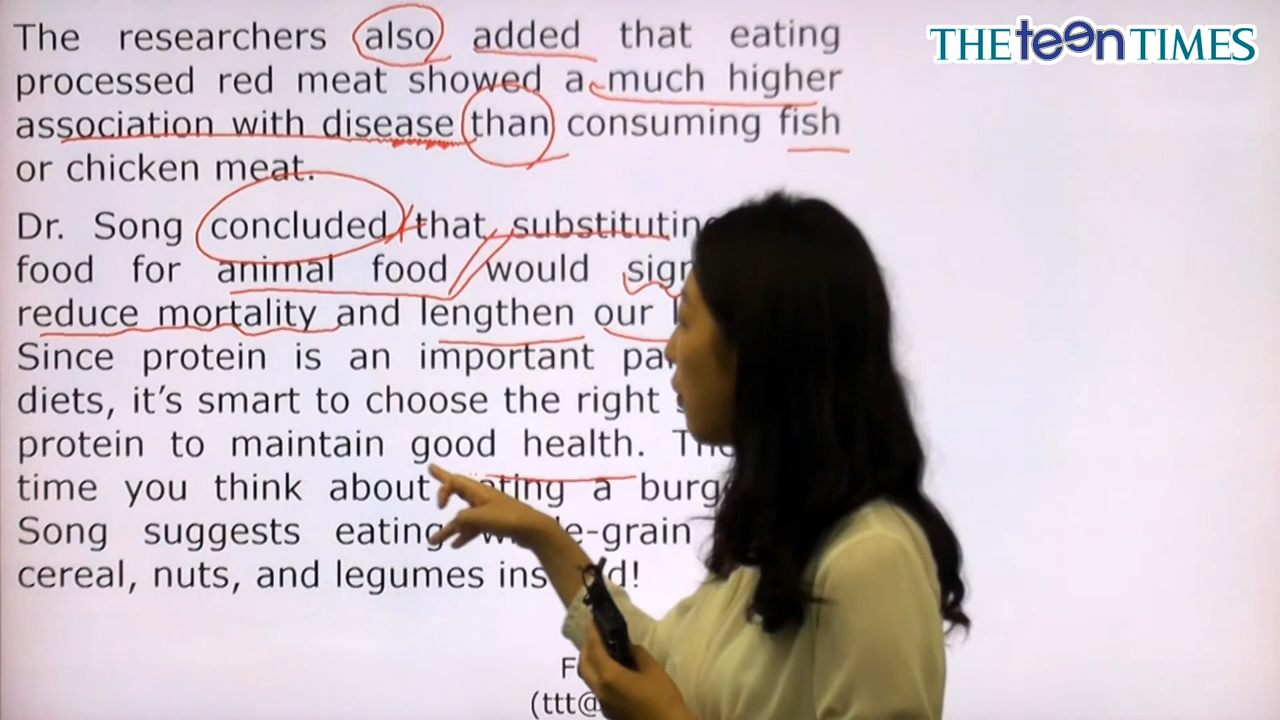 THE teen TIMES
The researchers also added that eating
processed red meat showed a much higher
association with disease than consuming fish
or chicken meat.
Dr. Song concluded that substituting
food for animal food would
reduce mortality and lengthen our
Since protein is an important
diets, it's smart to choose the right
protein to maintain good health.
time you think about a
Song suggests eating
cereal, nuts, and legumes